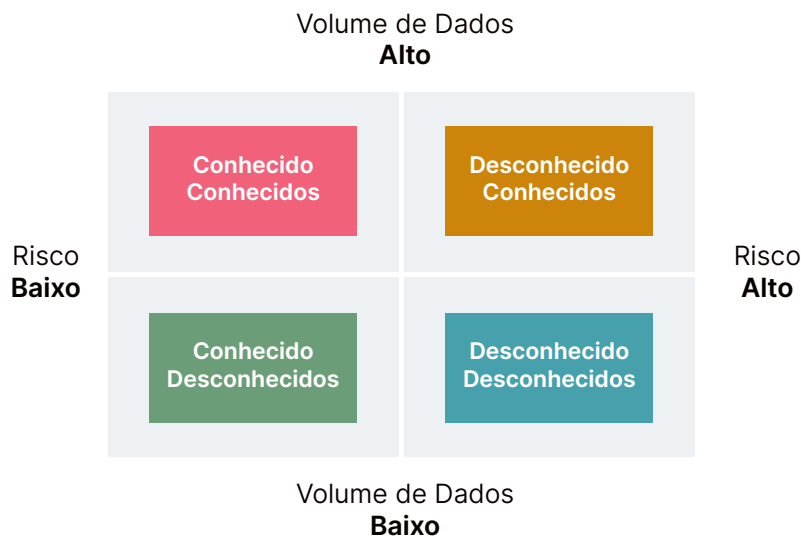 Volume de Dados
Alto
Conhecido
Conhecidos
Desconhecido
Conhecidos
Risco
Baixo
Risco
Alto
Conhecido
Desconhecidos
Desconhecido
Desconhecidos
Volume de Dados
Baixo